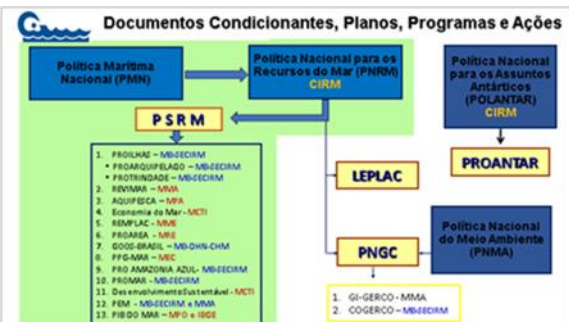 Documentos Condicionantes, Planos, Programas e Ações
Política Marítima
Nacional (PMN)
Política Nacional para os
Recursos do Mar (PNRM)
CIRM
Política Nacional
para os Assuntos
Antárticos
(POLANTAR)
CIRM
PSRM
1. PROILHAS – MB-SECIRM
• PROARQUIPELAGO – MB-SECIRM
• PROTRINDADE – MB-SECIRM
2. REVIMAR – MMA
3. AQUIPESCA – MPA
4. Economia do Mar - MCTI
5. REMPLAC - MME
6. PROAREA - MRE
7. GOOS-BRASIL – MB-DHN-CHM
8. PPG-MAR – MEC
9. PRO AMAZONIA AZUL- MB-SECIRM
10. PROMAR - MB-SECIRM
11. Desenvolvimento Sustentável - MCTI
12. PEM - MB-SECIRM e MMA
13. PIB DO MAR – MPO e IBGE
LEPLAC
PROANTAR
PNGC
Política Nacional
do Meio Ambiente
(PNMA)
1. GI-GERCO - MMA
2. COGERCO – MB-SECIRM